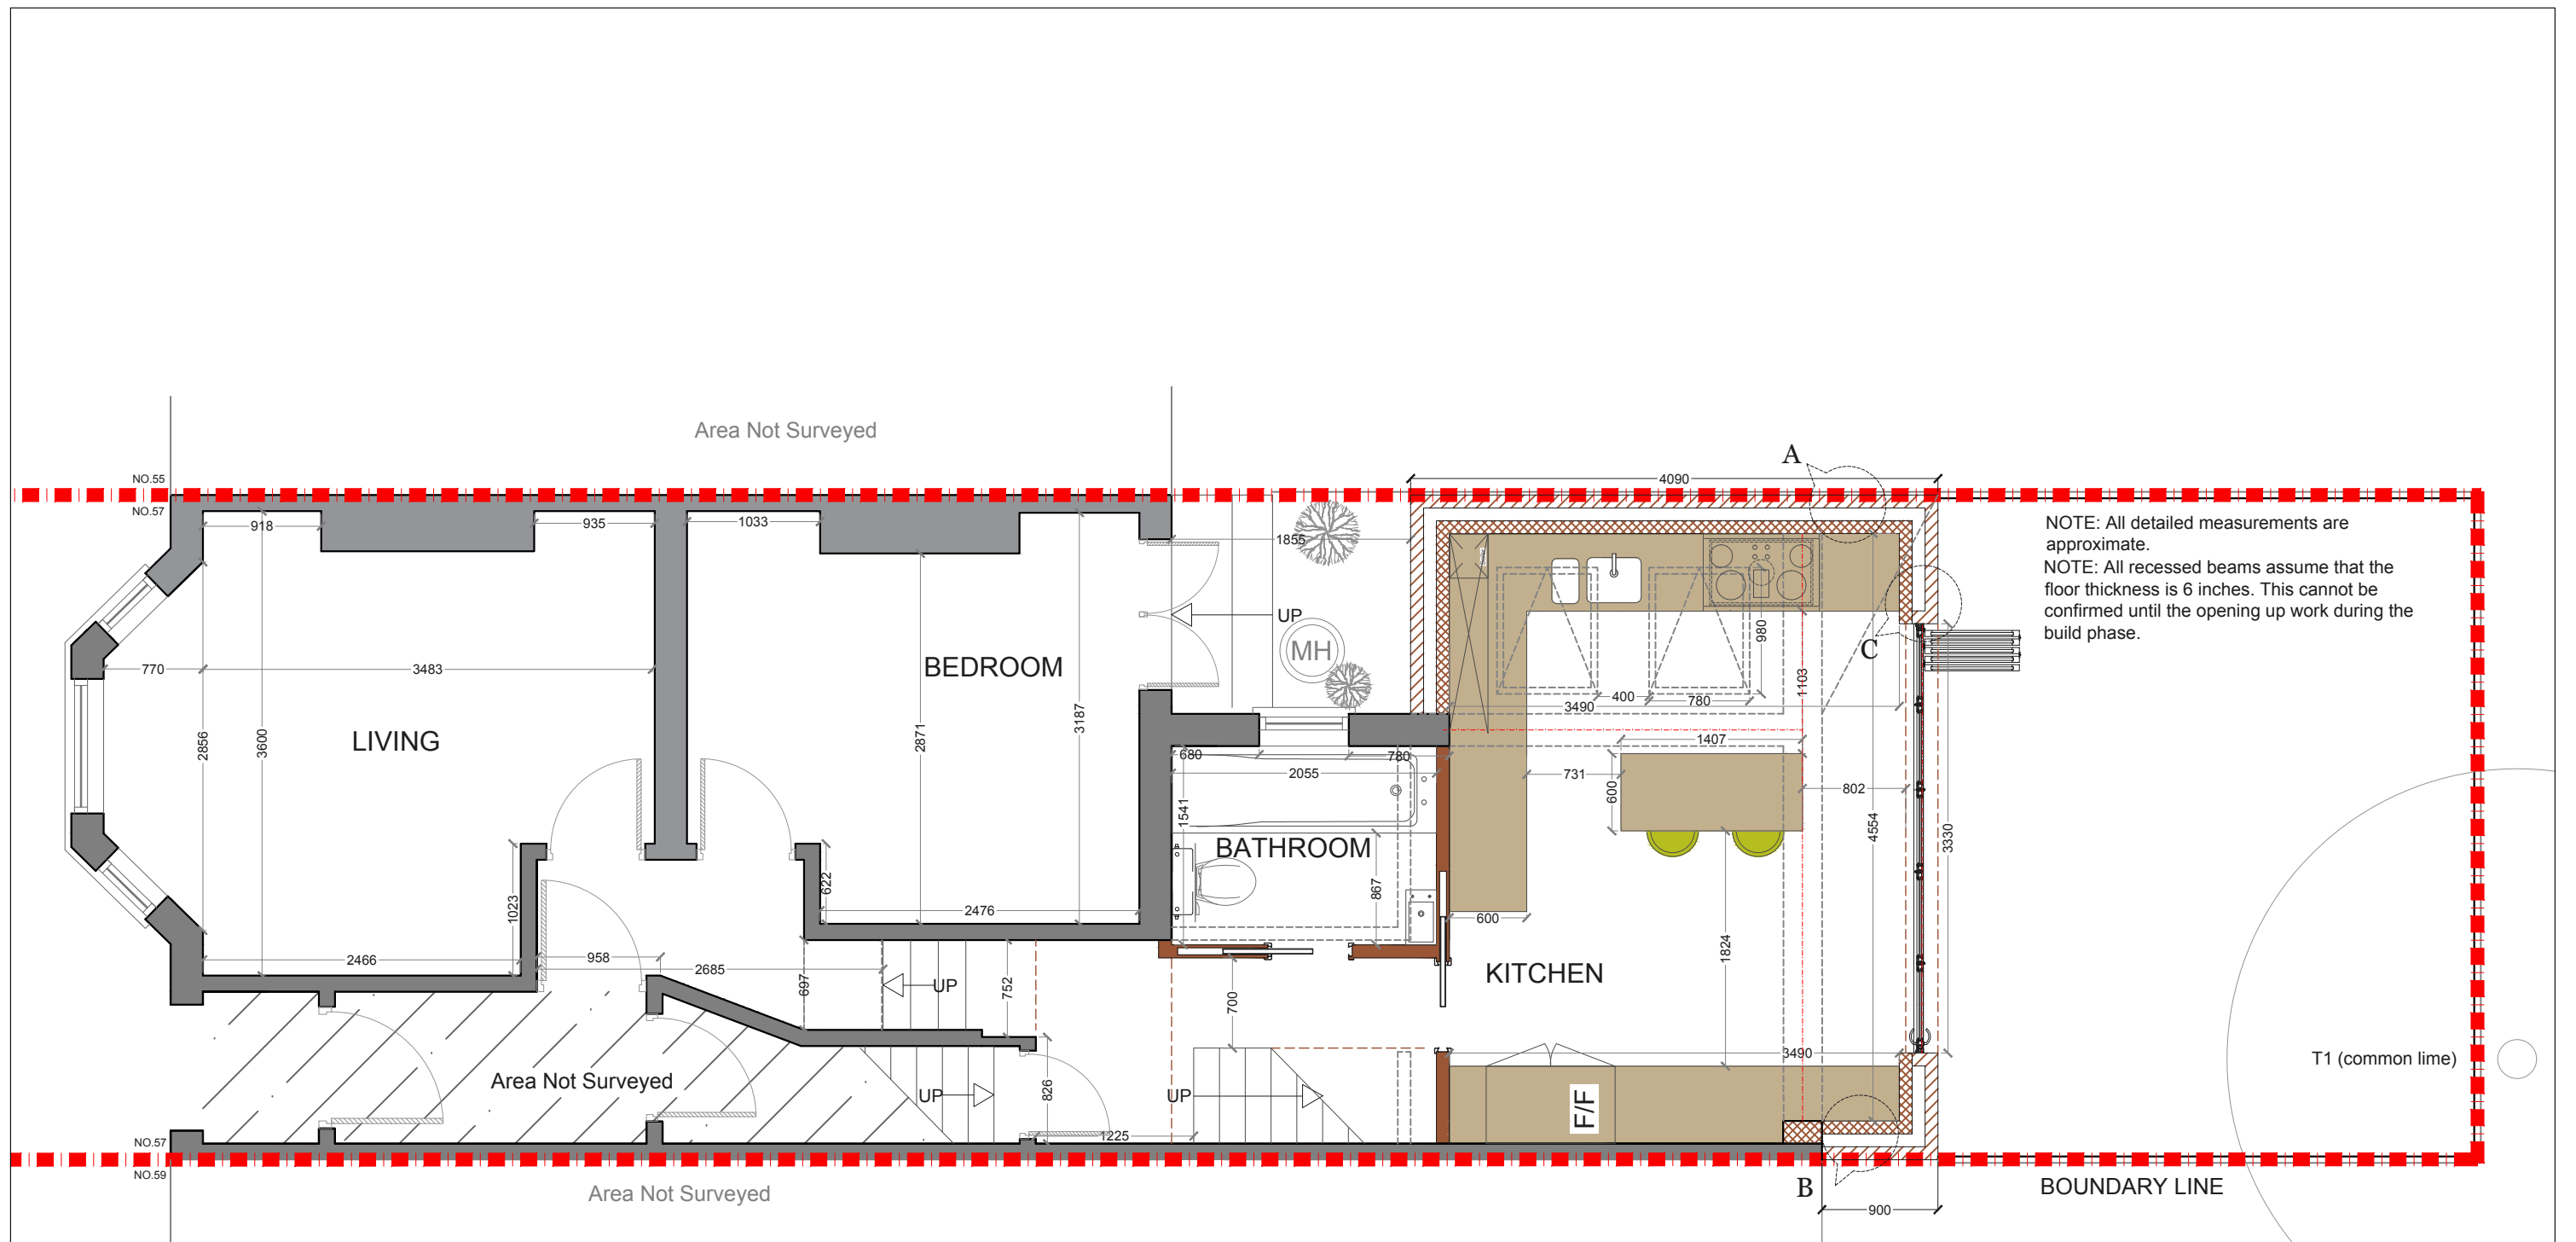 Area Not Surveyed
A
NO.55
4090
NO.57
918
935
1033
1855
NOTE: All detailed measurements are
approximate.
NOTE: All recessed beams assume that the
floor thickness is 6 inches. This cannot be
confirmed until the opening up work during the
build phase.
UP
980
MH
C
770
3483
BEDROOM
1103
400
780
3490
2856
3600
LIVING
2871
3187
1407
680
780
2055
731
600
802
1541
4554
3330
BATHROOM
622
867
1023
2476
600
2466
958
2685
697
UP
752
700
1824
KITCHEN
3490
T1 (common lime)
Area Not Surveyed
UP
826
UP
F/F
1225
NO.57
NO.59
Area Not Surveyed
B
BOUNDARY LINE
900